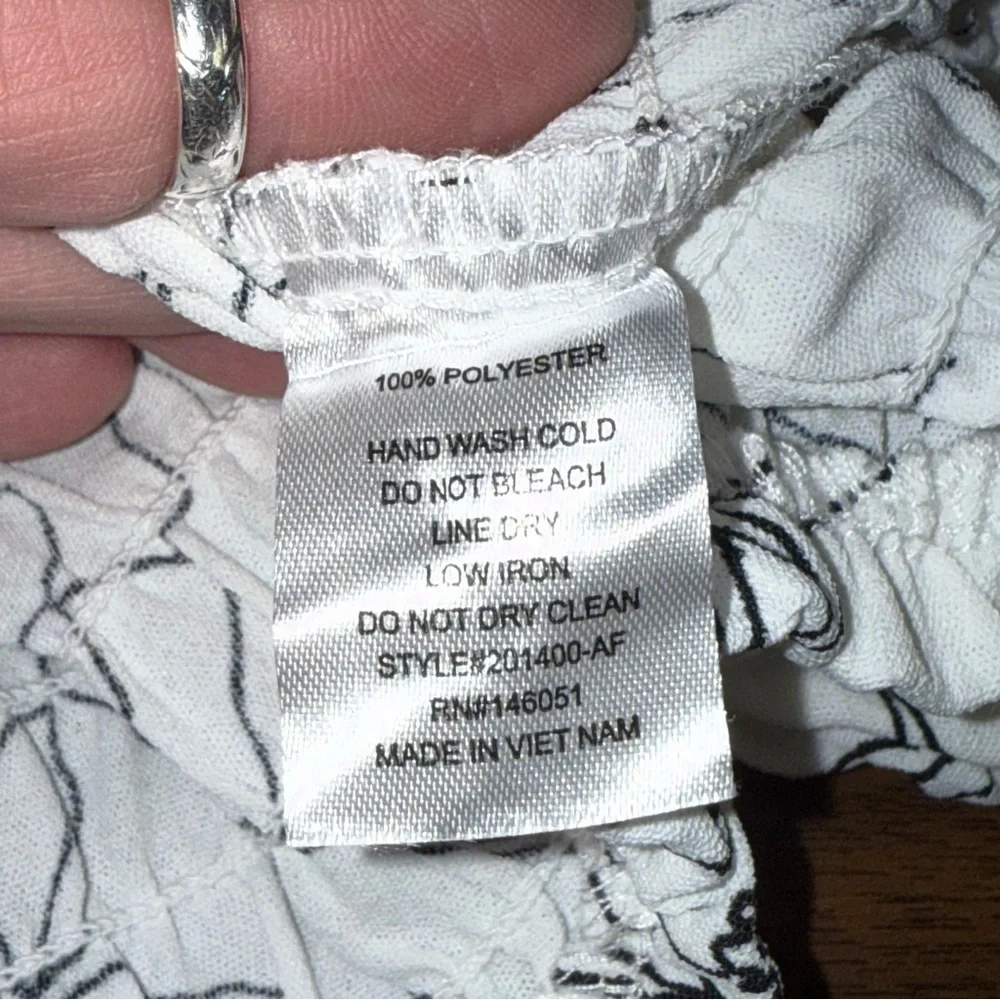 100% POLYESTER
HAND WASH COLD
DO NOT BLEACH
LINE DRY
LOW IRON
DO NOT DRY CLEAN
STYLE#201400-AF
RN#146051
MADE IN VIET NAM